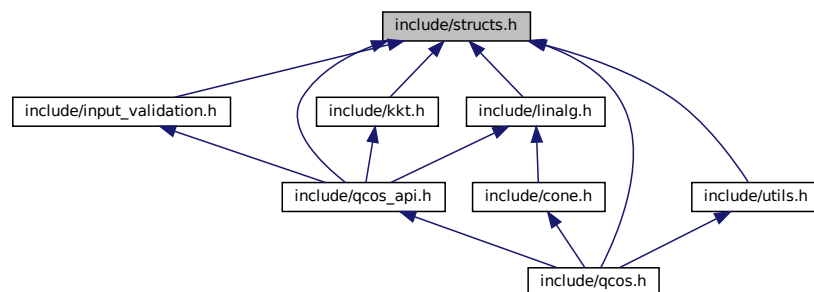 include/structs.h
include/input_validation.h
include/kkt.h
include/linalg.h
include/qcos_api.h
include/cone.h
include/utils.h
include/qcos.h